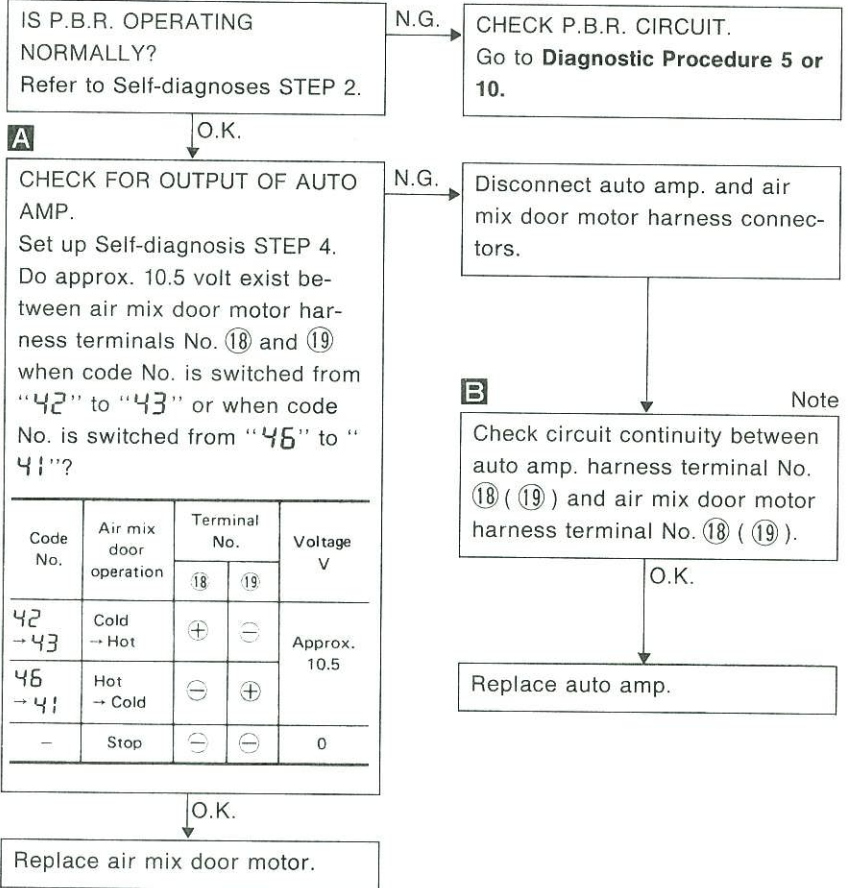 IS P.B.R. OPERATING
NORMALLY?
Refer to Self-diagnoses STEP 2.
N.G.
CHECK P.B.R. CIRCUIT.
Go to Diagnostic Procedure 5 or
10.
O.K.
A
CHECK FOR OUTPUT OF AUTO
AMP.
Set up Self-diagnosis STEP 4.
Do approx. 10.5 volt exist be-
tween air mix door motor har-
ness terminals No. ⑱ and ⑲
when code No. is switched from
“42” to “43” or when code
No. is switched from “46” to “
41”?
Code
No.
Air mix
door
operation
Terminal
No.
⑱ ⑲
Voltage
V
42
→ 43
Cold
→ Hot
⊕ ⊖
Approx.
10.5
46
→ 41
Hot
→ Cold
⊖ ⊕
– Stop ⊖ ⊖ 0
O.K.
Replace air mix door motor.
N.G.
Disconnect auto amp. and air
mix door motor harness connec-
tors.
B
Note
Check circuit continuity between
auto amp. harness terminal No.
⑱ ( ⑲ ) and air mix door motor
harness terminal No. ⑱ ( ⑲ ).
O.K.
Replace auto amp.